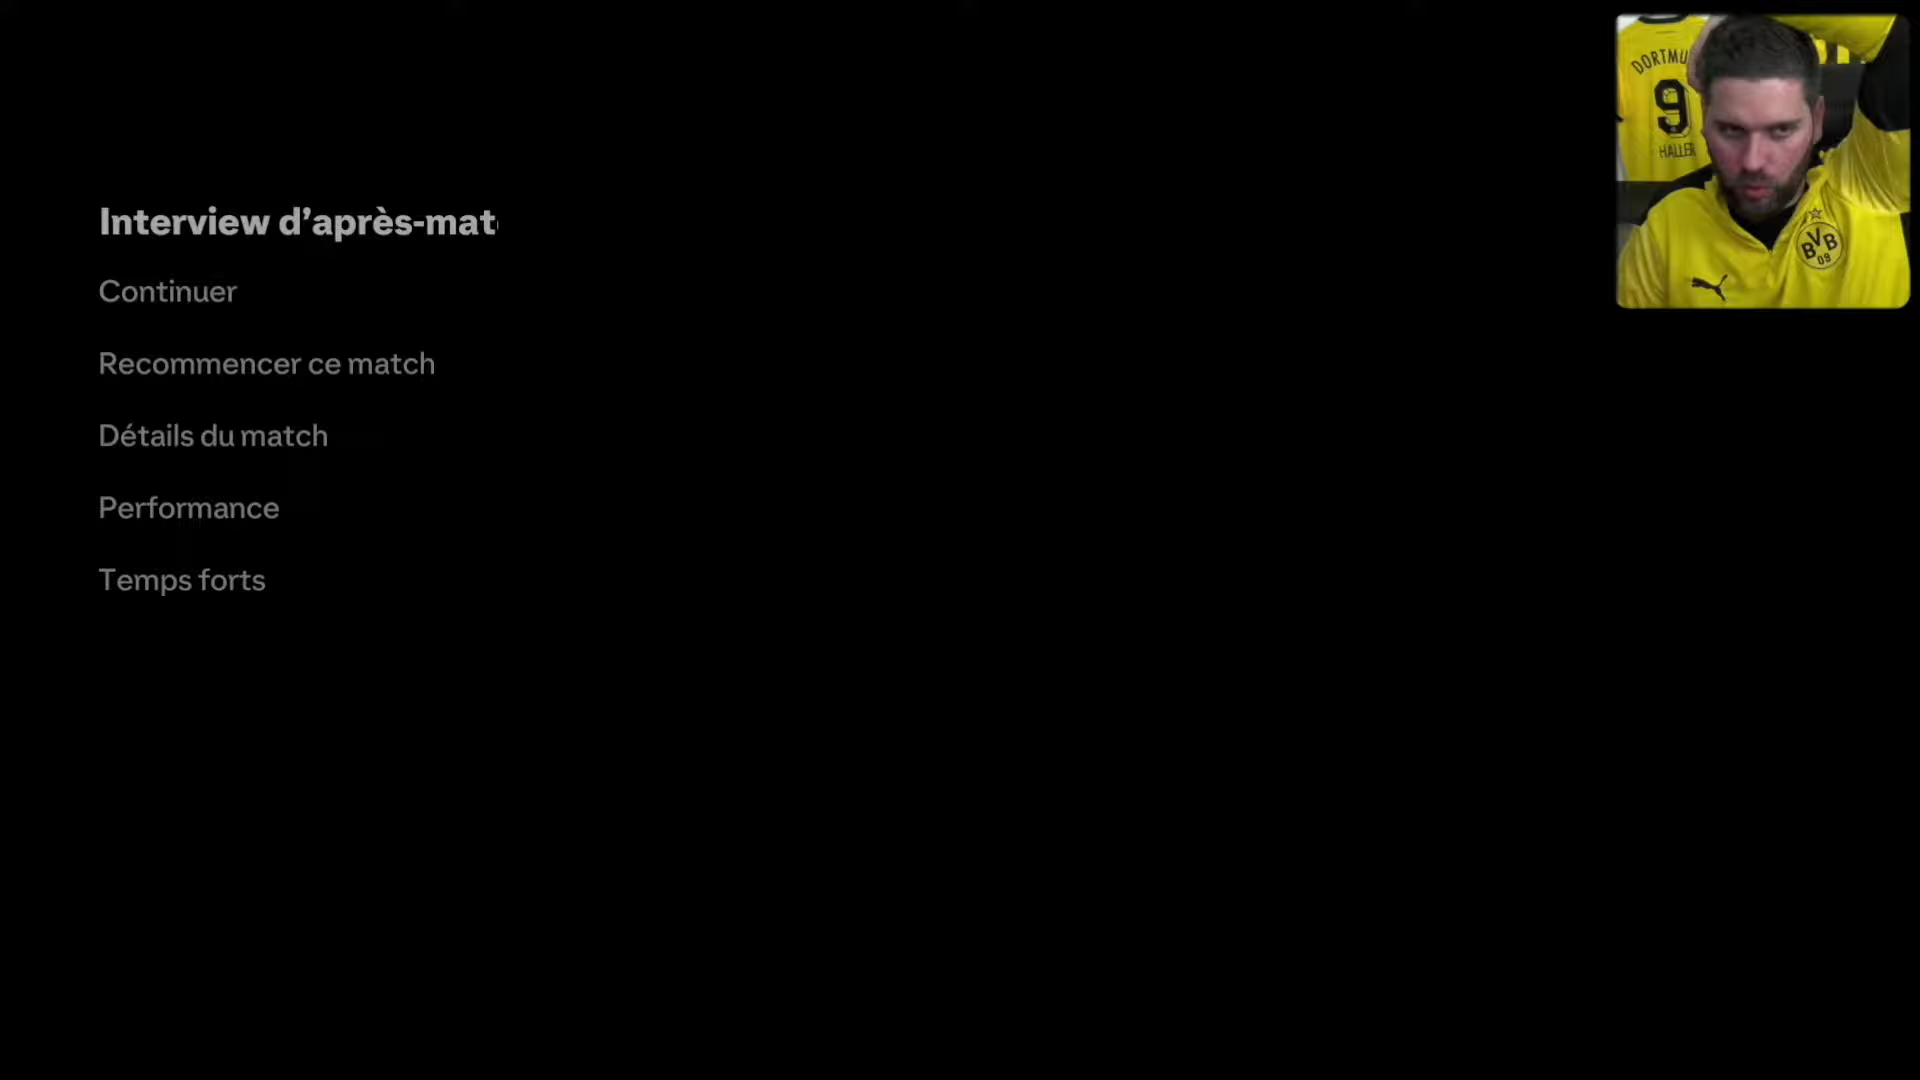 Interview d’après-mat
Continuer
Recommencer ce match
Détails du match
Performance
Temps forts
DORTMU
9
HALLER
BVB
09